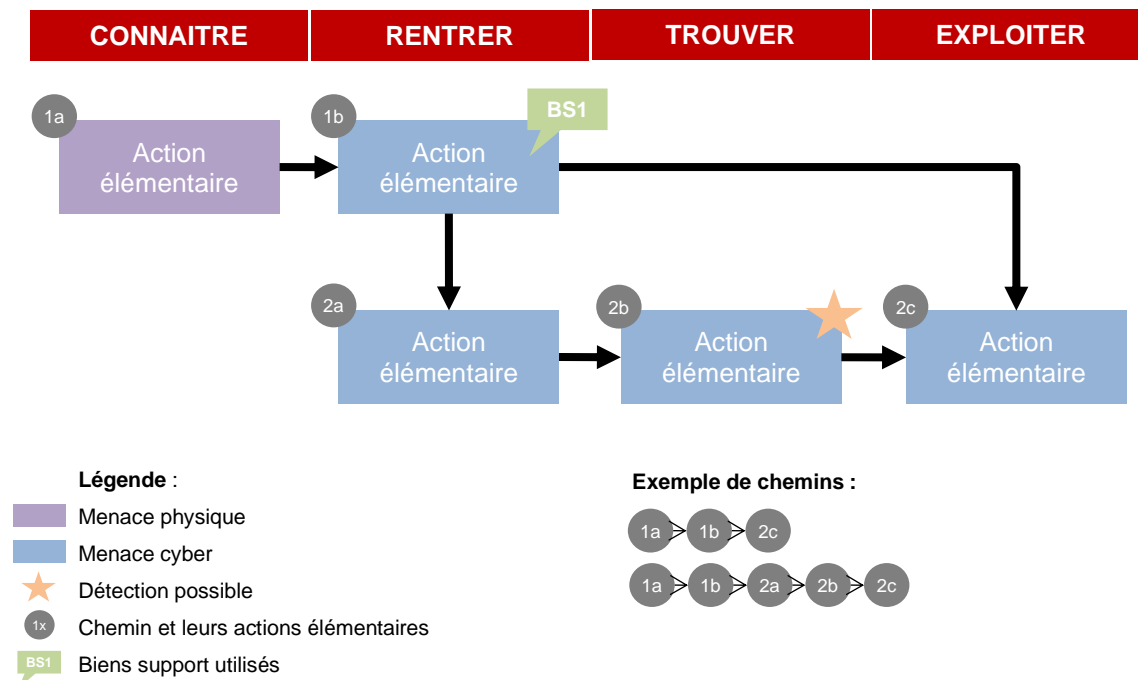 CONNAITRE
RENTRER
TROUVER
EXPLOITER
1a
Action
élémentaire
1b
BS1
Action
élémentaire
2a
Action
élémentaire
2b
Action
élémentaire
2c
Action
élémentaire
Légende :
Menace physique
Menace cyber
Détection possible
1x
Chemin et leurs actions élémentaires
BS1
Biens support utilisés
Exemple de chemins :
1a 1b 2c
1a 1b 2a 2b 2c